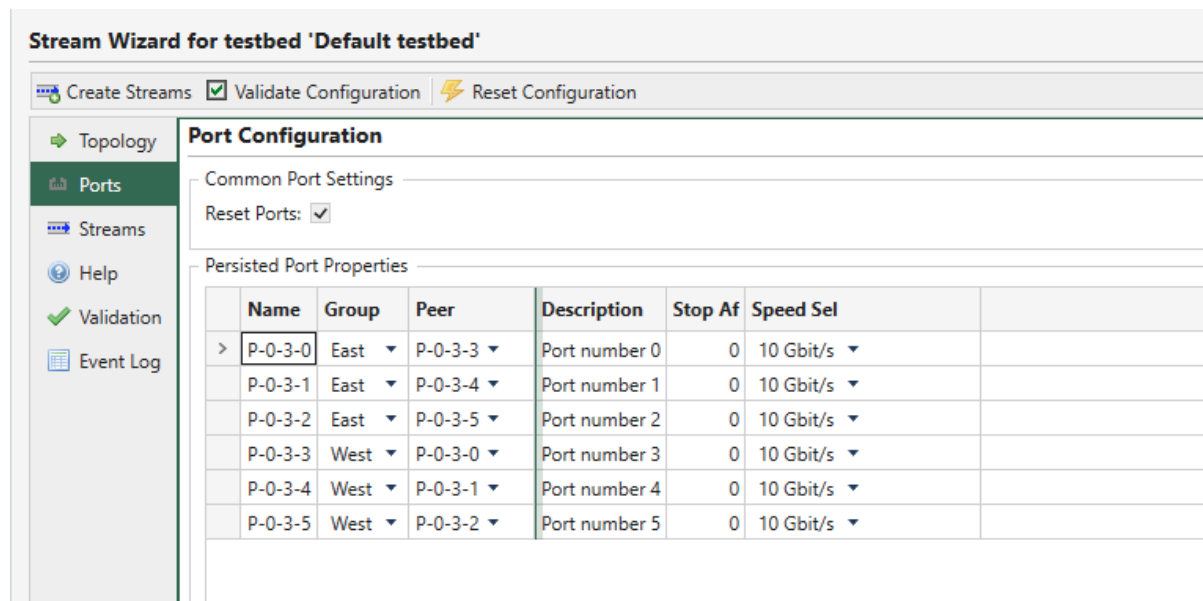 Stream Wizard for testbed 'Default testbed'
Create Streams Validate Configuration Reset Configuration
Topology
Ports
Streams
Help
Validation
Event Log
Port Configuration
Common Port Settings
Reset Ports:
Persisted Port Properties
Name Group Peer Description Stop Af Speed Sel
> P-0-3-0 East P-0-3-3 Port number 0 0 10 Gbit/s
P-0-3-1 East P-0-3-4 Port number 1 0 10 Gbit/s
P-0-3-2 East P-0-3-5 Port number 2 0 10 Gbit/s
P-0-3-3 West P-0-3-0 Port number 3 0 10 Gbit/s
P-0-3-4 West P-0-3-1 Port number 4 0 10 Gbit/s
P-0-3-5 West P-0-3-2 Port number 5 0 10 Gbit/s